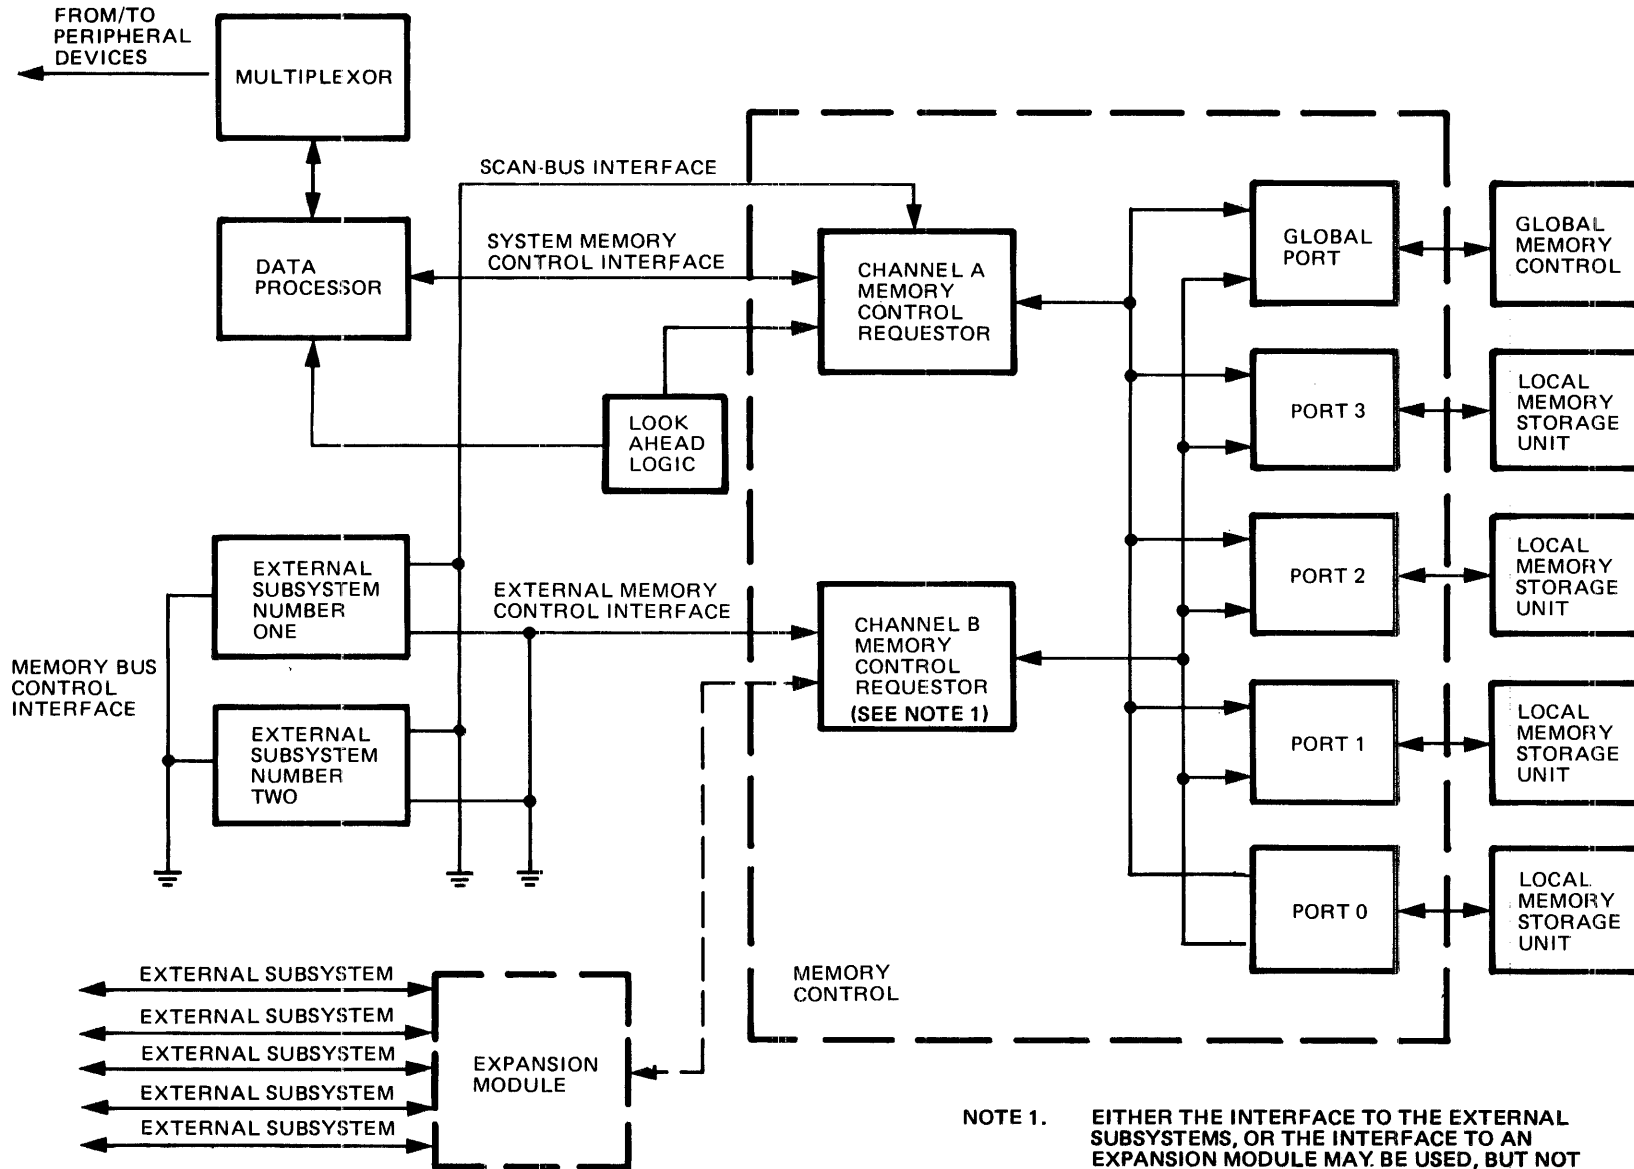 FROM/TO
PERIPHERAL
DEVICES
MULTIPLEXOR
SCAN-BUS INTERFACE
SYSTEM MEMORY
CONTROL INTERFACE
DATA
PROCESSOR
CHANNEL A
MEMORY
CONTROL
REQUESTOR
GLOBAL
PORT
GLOBAL
MEMORY
CONTROL
LOOK
AHEAD
LOGIC
PORT 3
LOCAL
MEMORY
STORAGE
UNIT
EXTERNAL
SUBSYSTEM
NUMBER
ONE
EXTERNAL MEMORY
CONTROL INTERFACE
PORT 2
LOCAL
MEMORY
STORAGE
UNIT
MEMORY BUS
CONTROL
INTERFACE
CHANNEL B
MEMORY
CONTROL
REQUESTOR
(SEE NOTE 1)
EXTERNAL
SUBSYSTEM
NUMBER
TWO
PORT 1
LOCAL
MEMORY
STORAGE
UNIT
PORT 0
LOCAL
MEMORY
STORAGE
UNIT
MEMORY
CONTROL
EXTERNAL SUBSYSTEM
EXTERNAL SUBSYSTEM
EXTERNAL SUBSYSTEM
EXTERNAL SUBSYSTEM
EXTERNAL SUBSYSTEM
EXPANSION
MODULE
NOTE 1. EITHER THE INTERFACE TO THE EXTERNAL
SUBSYSTEMS, OR THE INTERFACE TO AN
EXPANSION MODULE MAY BE USED, BUT NOT